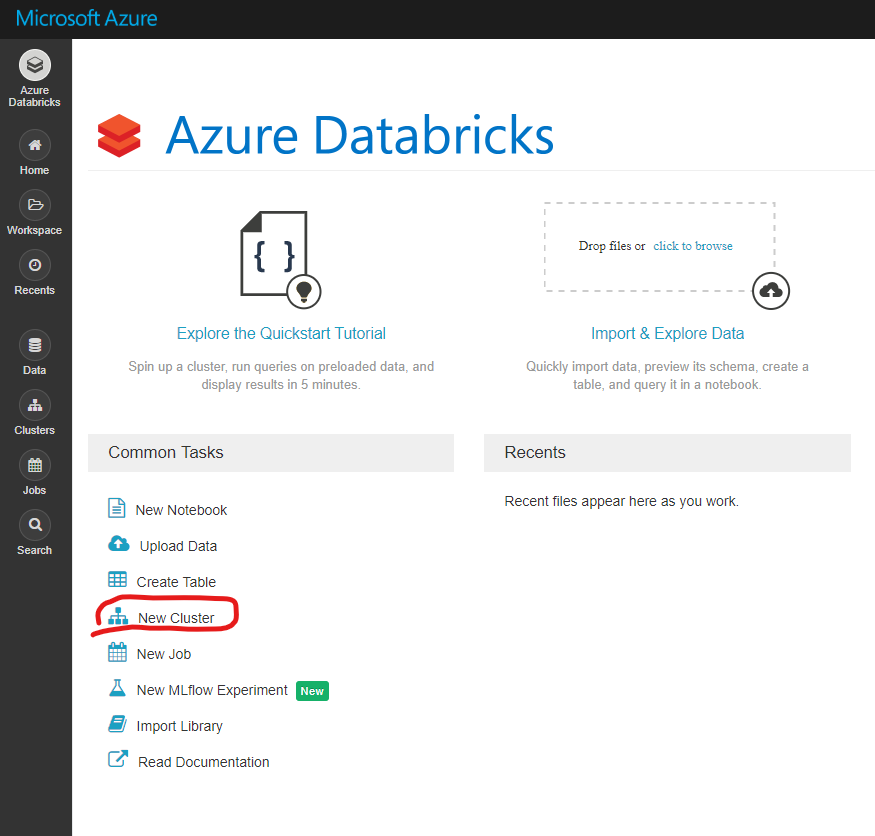 Microsoft Azure
Azure
Databricks
Home
Workspace
Recents
Data
Clusters
Jobs
Search
Azure Databricks
{ }
Explore the Quickstart Tutorial
Spin up a cluster, run queries on preloaded data, and
display results in 5 minutes.
Drop files or click to browse
Import & Explore Data
Quickly import data, preview its schema, create a
table, and query it in a notebook.
Common Tasks
New Notebook
Upload Data
Create Table
New Cluster
New Job
New MLflow Experiment New
Import Library
Read Documentation
Recents
Recent files appear here as you work.